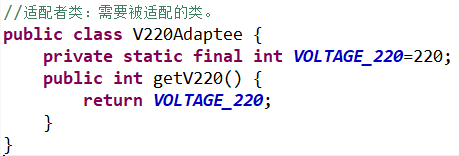 //适配者类：需要被适配的类。
public class V220Adaptee {
    private static final int VOLTAGE_220=220;
    public int getV220() {
        return VOLTAGE_220;
    }
}